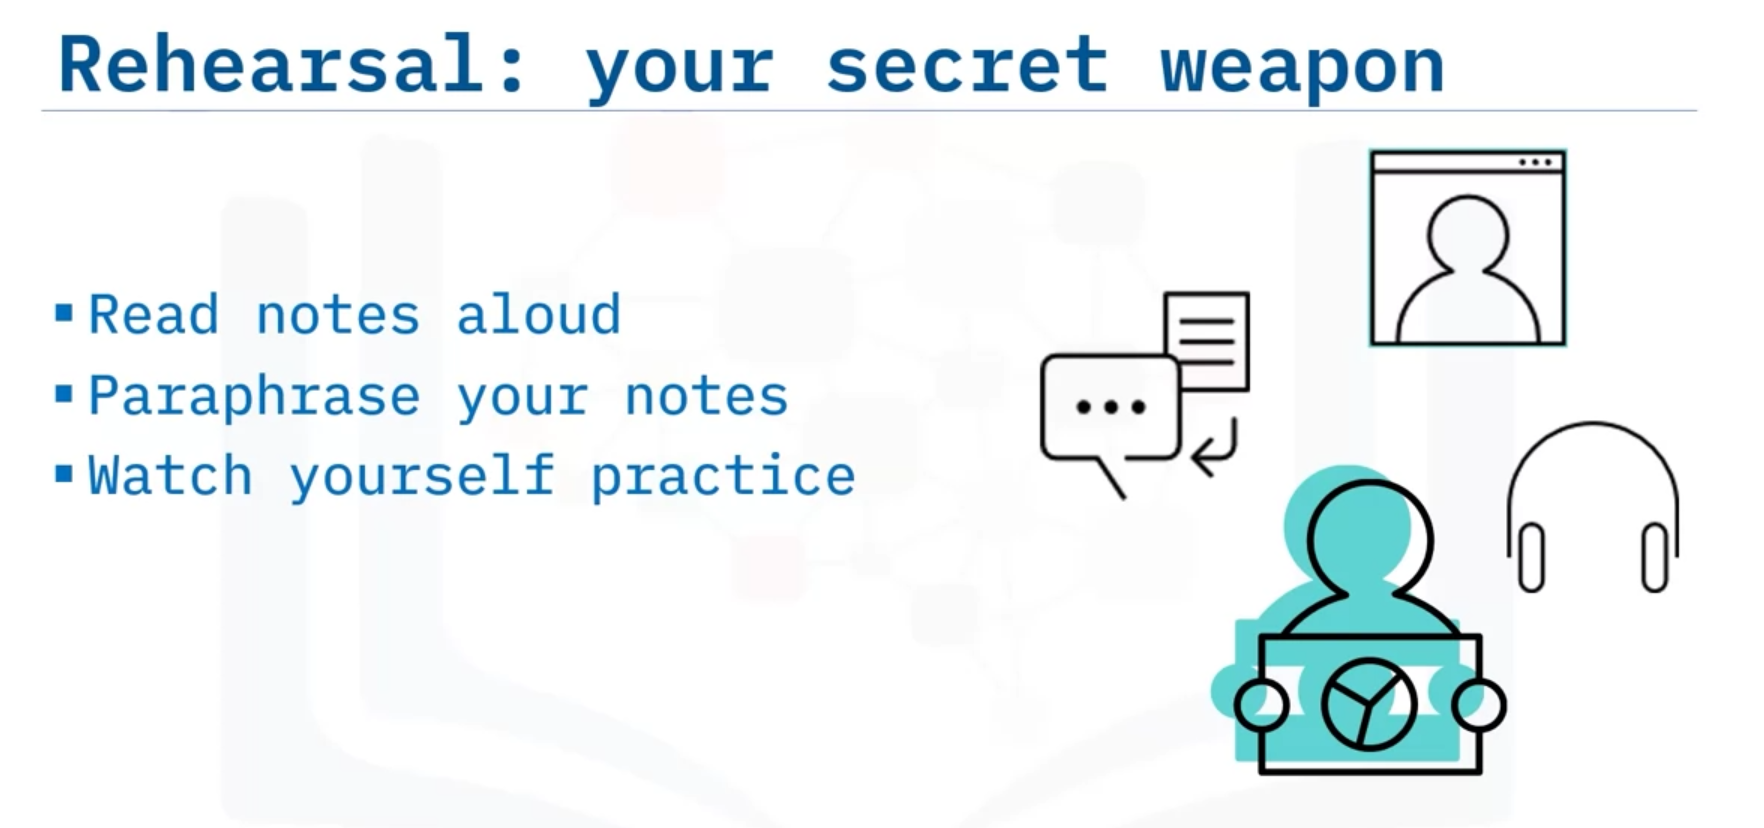 Rehearsal: your secret weapon
▪ Read notes aloud
▪ Paraphrase your notes
▪ Watch yourself practice